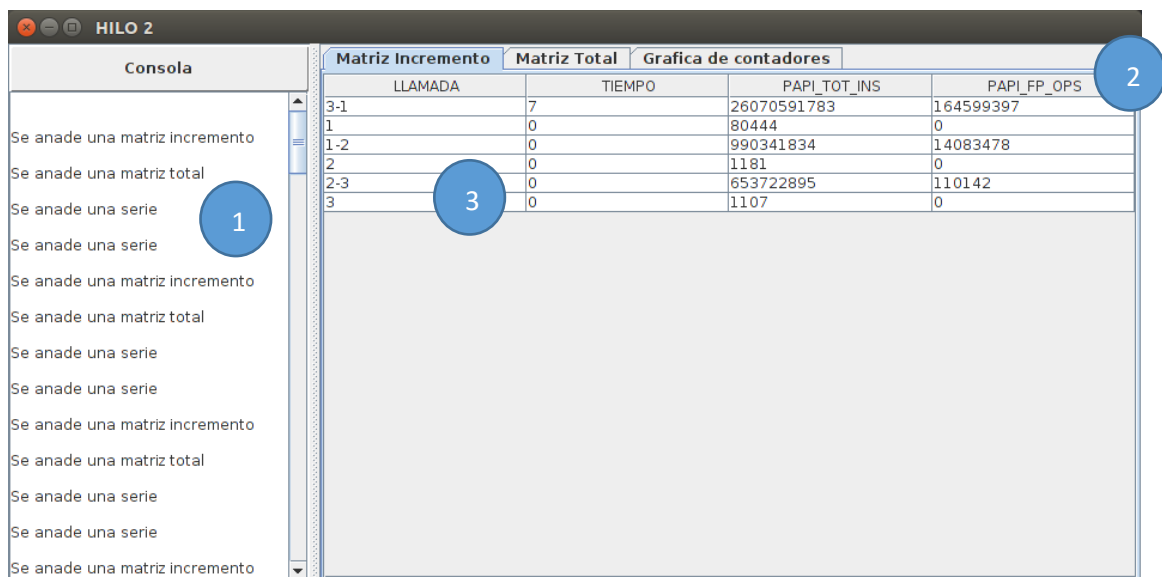 HILO 2
Consola
Se anade una matriz incremento
Se anade una matriz total
Se anade una serie
Se anade una serie
Se anade una matriz incremento
Se anade una matriz total
Se anade una serie
Se anade una serie
Se anade una matriz incremento
Se anade una matriz total
Se anade una serie
Se anade una serie
Se anade una matriz incremento
1
Matriz Incremento Matriz Total Grafica de contadores
2
LLAMADA TIEMPO PAPI_TOT_INS PAPI_FP_OPS
3-1 7 26070591783 164599397
1 0 80444 0
1-2 0 990341834 14083478
2 0 1181 0
2-3 0 653722895 110142
3 0 1107 0
3